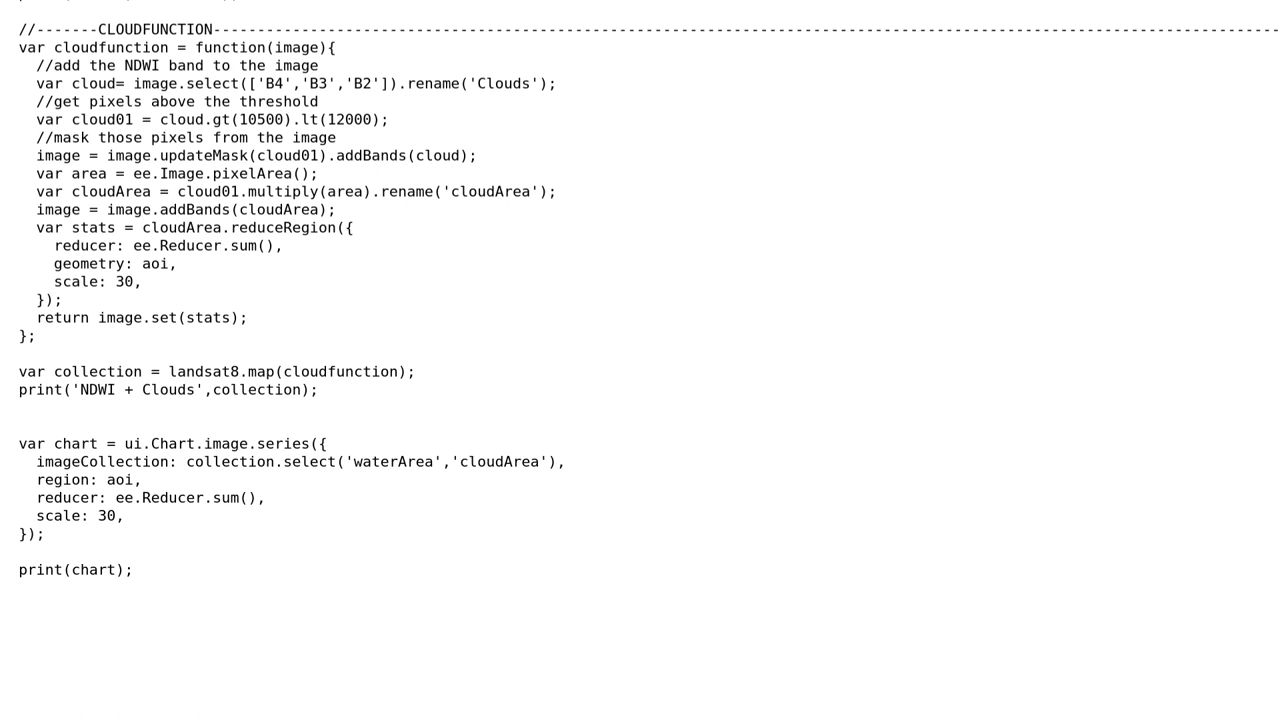 //-------CLOUDFUNCTION-------------------------------------------------------------------------------------------------------------------------
var cloudfunction = function(image){
  //add the NDWI band to the image
  var cloud= image.select(['B4','B3','B2']).rename('Clouds');
  //get pixels above the threshold
  var cloud01 = cloud.gt(10500).lt(12000);
  //mask those pixels from the image
  image = image.updateMask(cloud01).addBands(cloud);
  var area = ee.Image.pixelArea();
  var cloudArea = cloud01.multiply(area).rename('cloudArea');
  image = image.addBands(cloudArea);
  var stats = cloudArea.reduceRegion({
    reducer: ee.Reducer.sum(),
    geometry: aoi,
    scale: 30,
  });
  return image.set(stats);
};
var collection = landsat8.map(cloudfunction);
print('NDWI + Clouds',collection);
var chart = ui.Chart.image.series({
  imageCollection: collection.select('waterArea','cloudArea'),
  region: aoi,
  reducer: ee.Reducer.sum(),
  scale: 30,
});
print(chart);